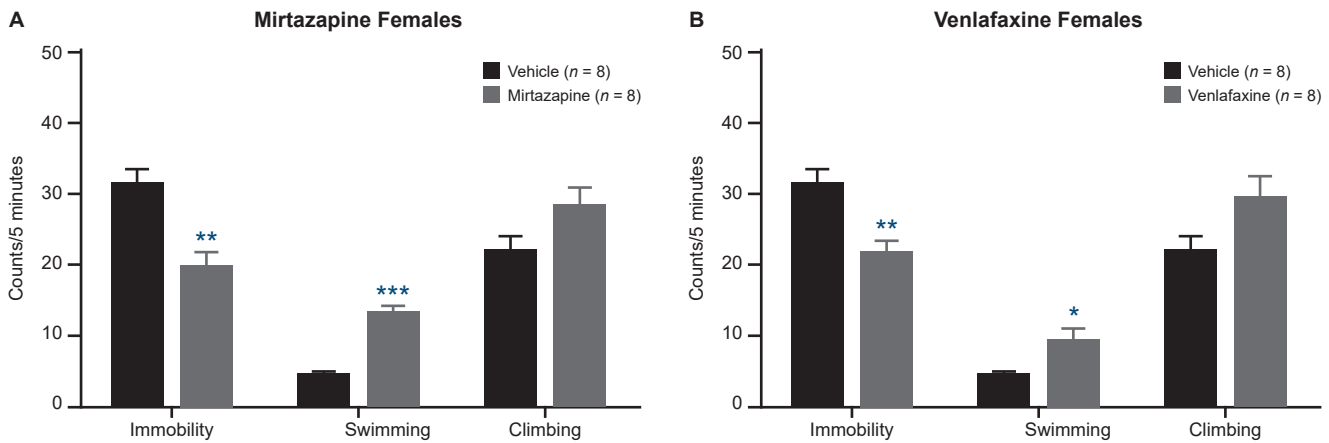 A
Mirtazapine Females
50
40
30
20
10
0
Counts/5 minutes
Vehicle (n = 8)
Mirtazapine (n = 8)
**
***
Immobility
Swimming
Climbing
B
Venlafaxine Females
50
40
30
20
10
0
Counts/5 minutes
Vehicle (n = 8)
Venlafaxine (n = 8)
**
*
Immobility
Swimming
Climbing